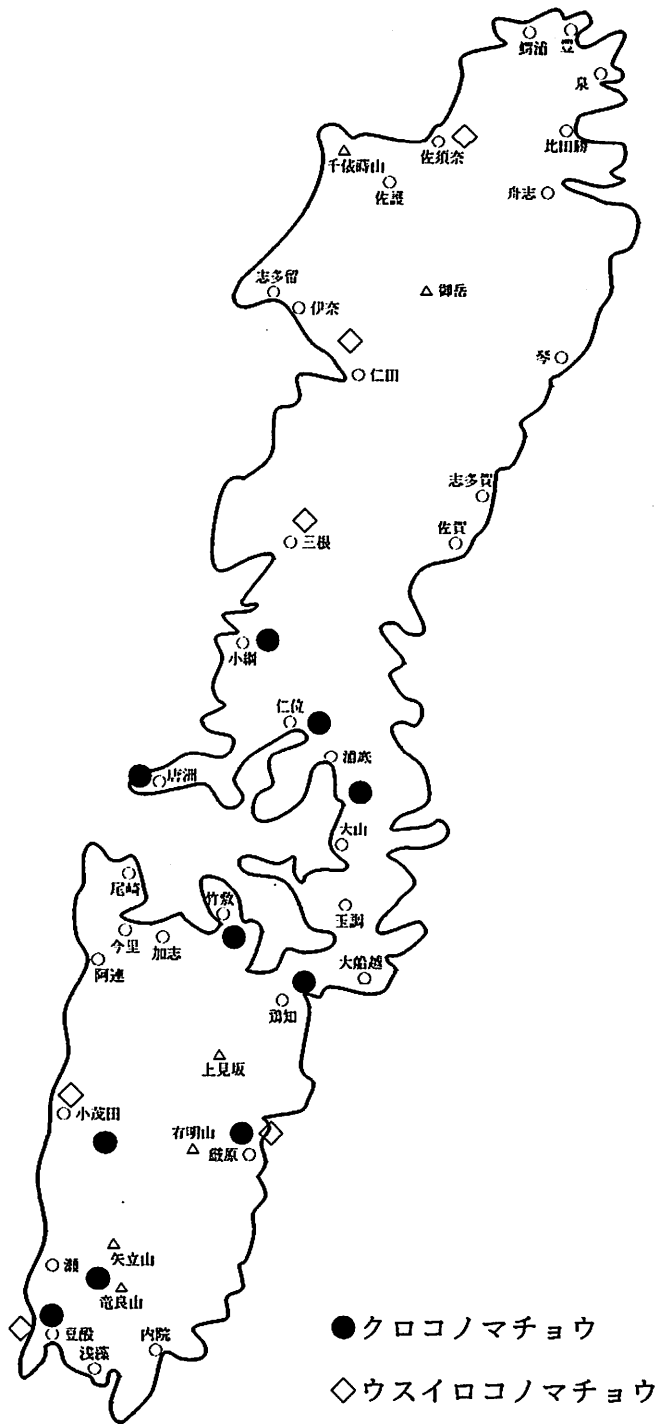 鰐浦
豊
泉
比田勝
佐須奈
千俵蒔山
佐護
舟志
志多留
伊奈
御岳
琴
仁田
志多賀
佐賀
三根
小綱
仁位
浦底
唐洲
大山
尾崎
竹敷
玉調
今里
加志
大船越
阿連
鶏知
上見坂
小茂田
有明山
厳原
瀬
矢立山
竜良山
豆酘
内院
浅藻
クロコノマチョウ
ウスイロコノマチョウ